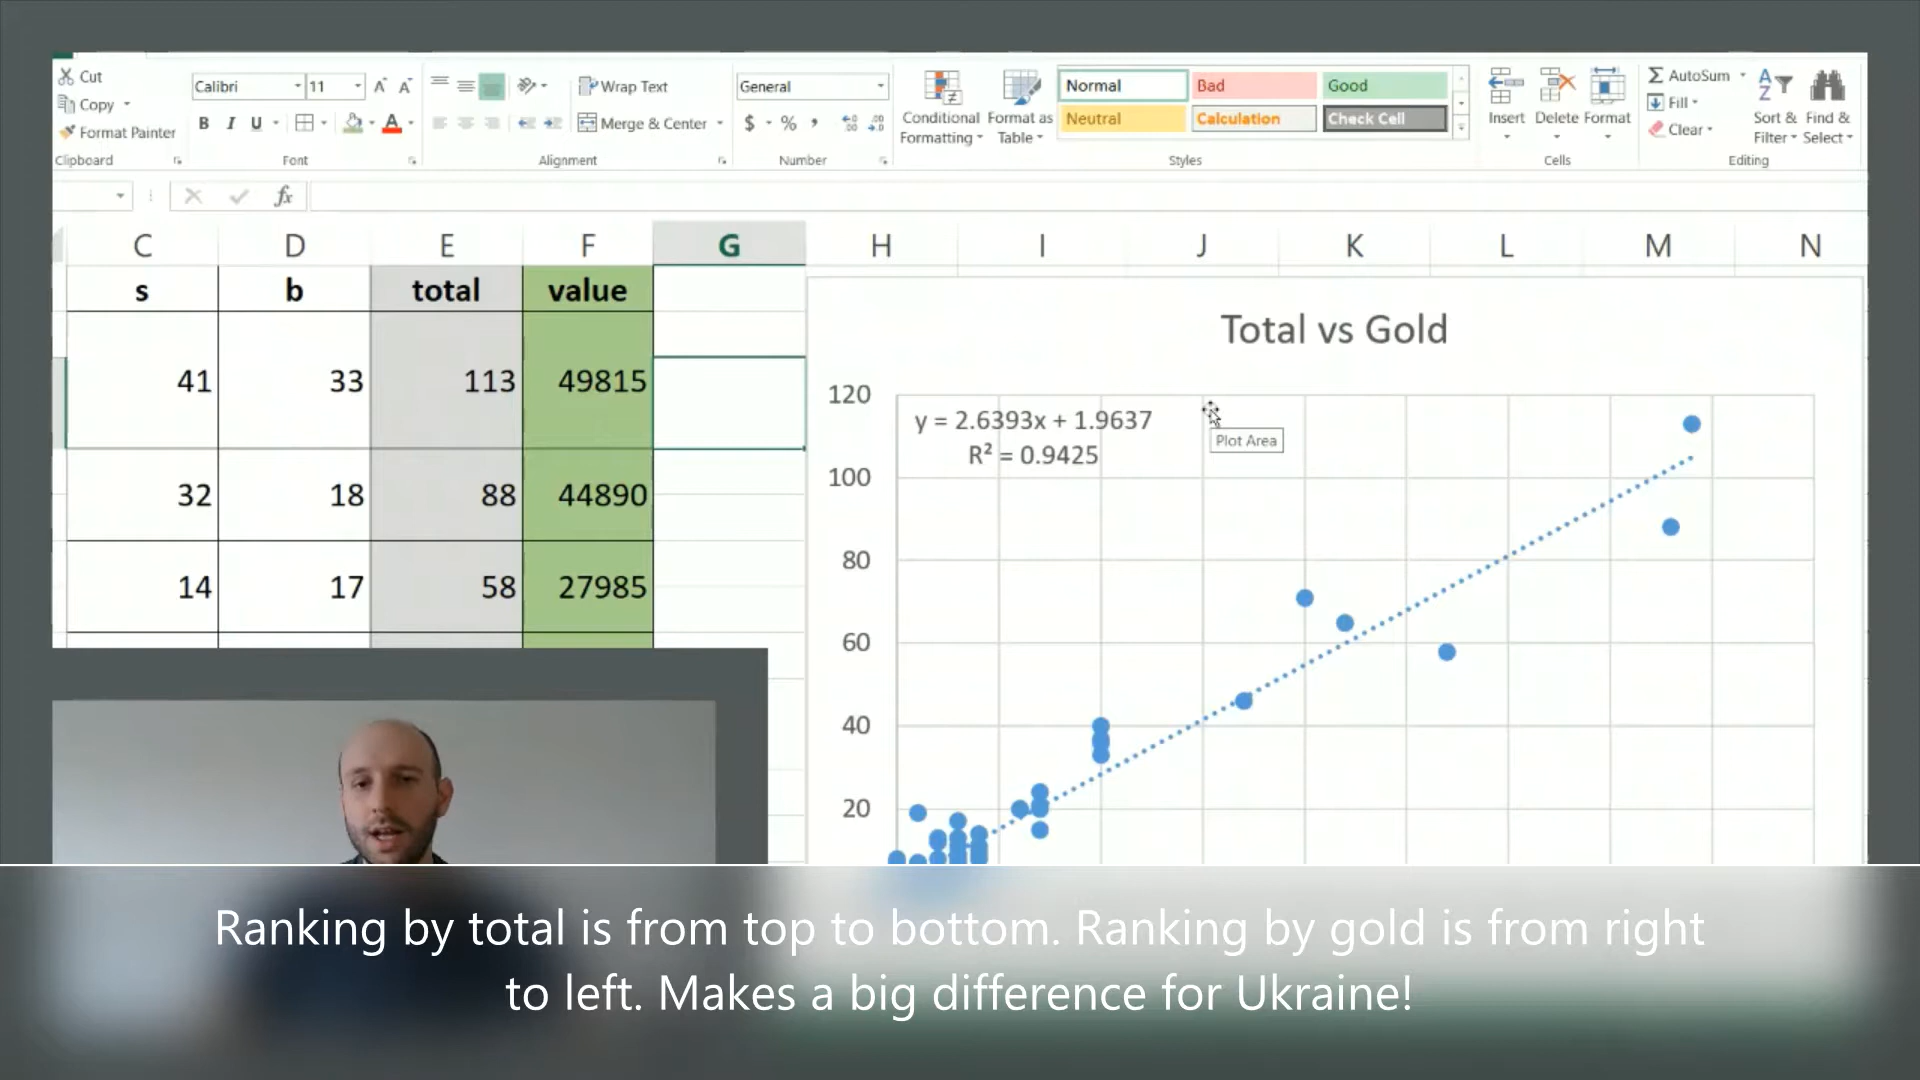 Cut
Copy
Format Painter
Clipboard
Calibri 11 A A
B I U A
Font
Wrap Text
Merge & Center
Alignment
General
$ % ,
Number
Conditional Formatting
Format as Table
Normal Bad Good
Neutral Calculation Check Cell
Styles
Insert Delete Format
Cells
AutoSum
Fill
Clear
Sort & Filter
Find & Select
Editing
fx
C D E F G H I J K L M N
s b total value
41 33 113 49815
32 18 88 44890
14 17 58 27985
Total vs Gold
120
100
80
60
40
20
y = 2.6393x + 1.9637
R² = 0.9425
Plot Area
Ranking by total is from top to bottom. Ranking by gold is from right
to left. Makes a big difference for Ukraine!